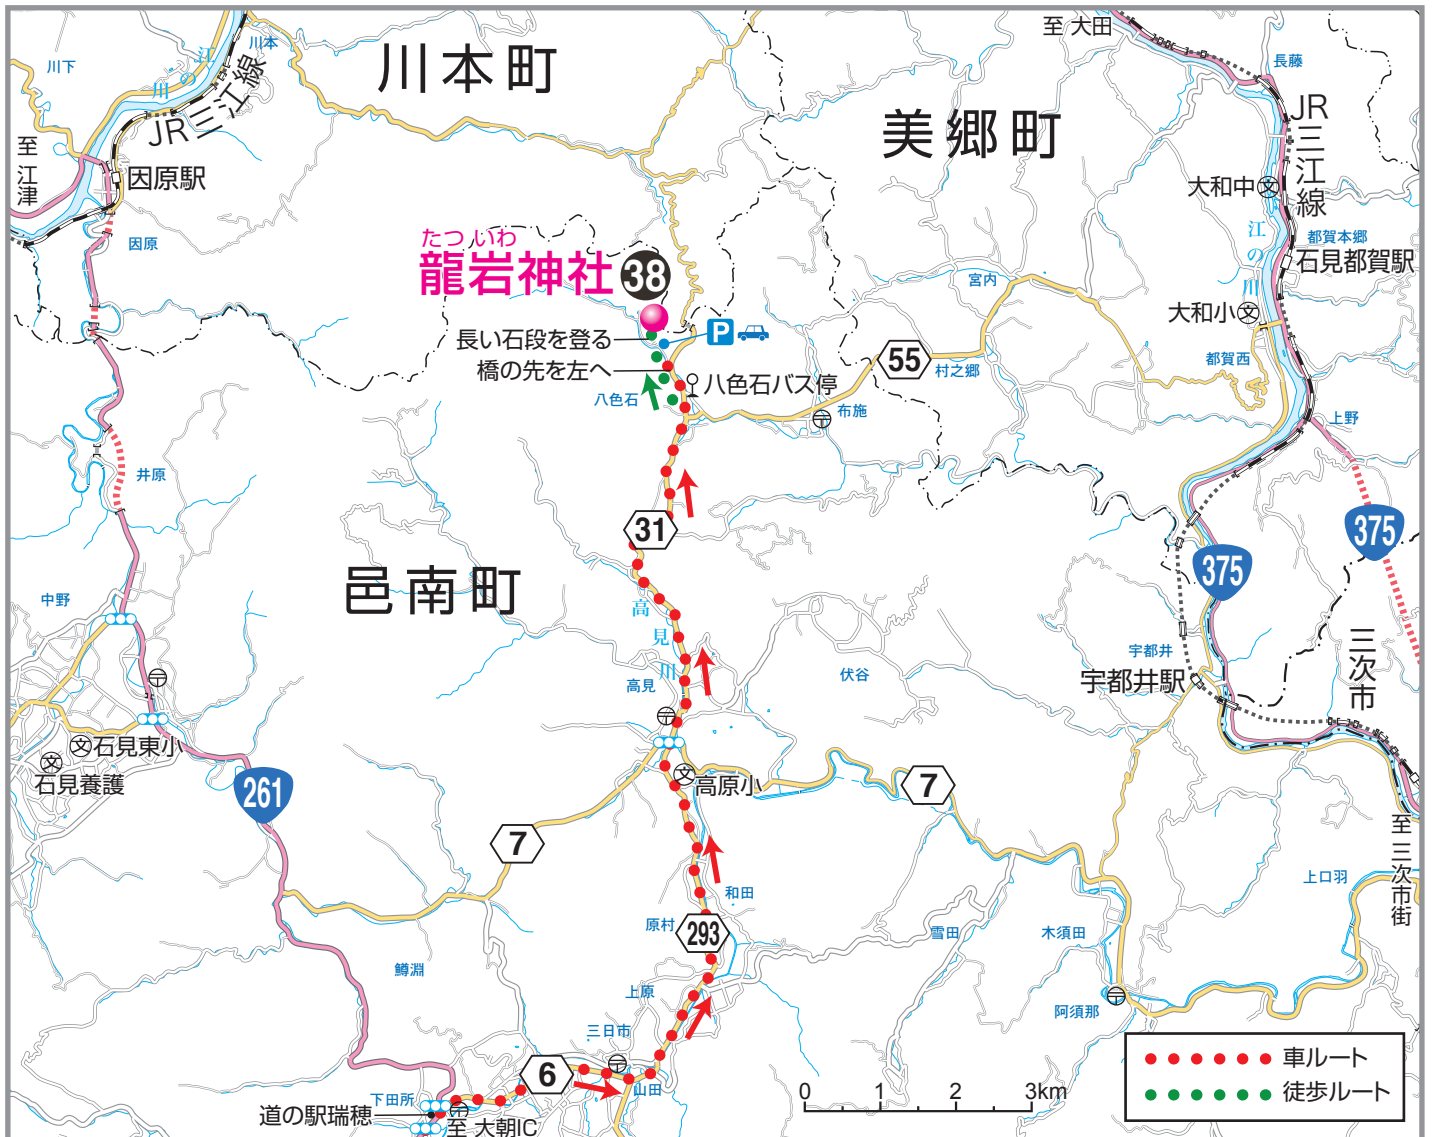 川本町
美郷町
邑南町
三次市
至 大田
長藤
JR三江線
大和中
文
江の川
都賀本郷
石見都賀駅
大和小
文
都賀西
上野
375
375
宇都井
宇都井駅
至 三次市街
上口羽
川下
江の川
川本
JR三江線
至 江津
因原駅
因原
井原
中野
文
石見東小
文
石見養護
261
7
鱒淵
下田所
道の駅瑞穂
至 大朝IC
6
三日市
山田
上原
原村
293
和田
雪田
木須田
阿須那
7
高原小
文
高見
高見川
伏谷
31
たつ いわ
龍岩神社
38
長い石段を登る
橋の先を左へ
P
八色石バス停
八色石
布施
55
村之郷
宮内
0 1 2 3km
車ルート
徒歩ルート